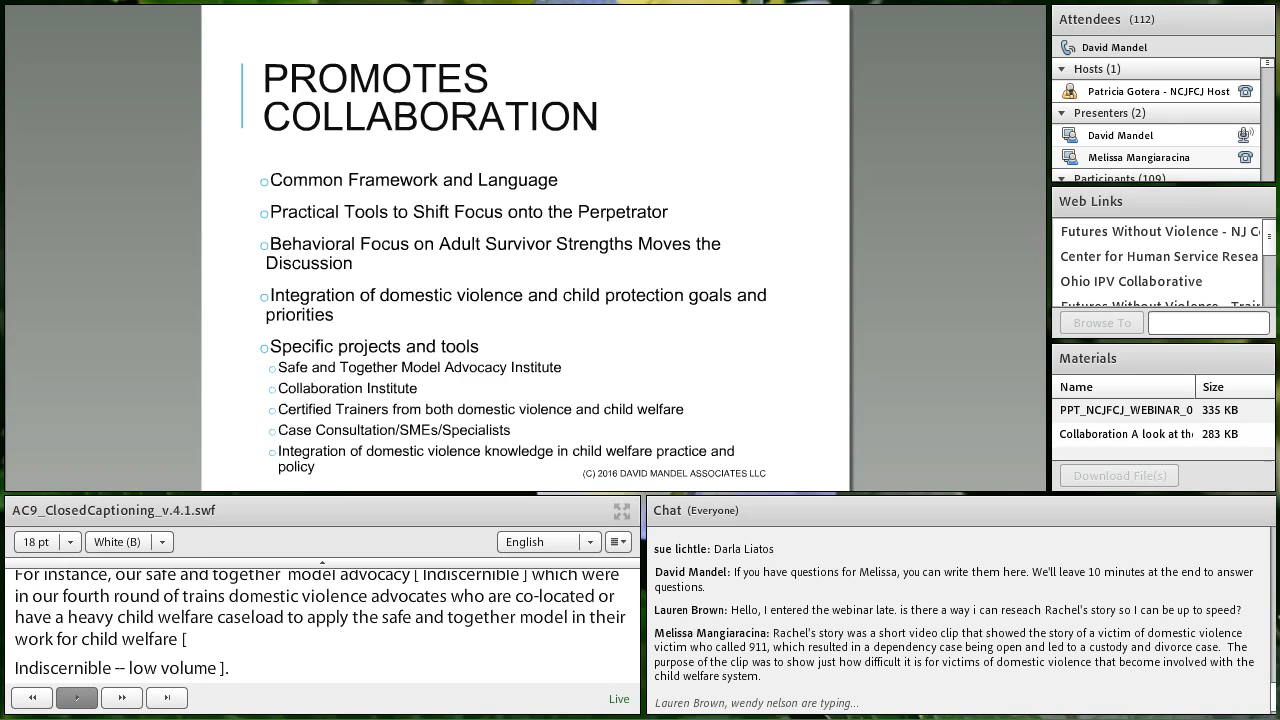 PROMOTES
COLLABORATION
Common Framework and Language
Practical Tools to Shift Focus onto the Perpetrator
Behavioral Focus on Adult Survivor Strengths Moves the
Discussion
Integration of domestic violence and child protection goals and
priorities
Specific projects and tools
Safe and Together Model Advocacy Institute
Collaboration Institute
Certified Trainers from both domestic violence and child welfare
Case Consultation/SMEs/Specialists
Integration of domestic violence knowledge in child welfare practice and
policy
(C) 2016 DAVID MANDEL ASSOCIATES LLC
Attendees (112)
David Mandel
Hosts (1)
Patricia Gotera - NCJFCJ Host
Presenters (2)
David Mandel
Melissa Mangiaracina
Participants (109)
Web Links
Futures Without Violence - NJ C
Center for Human Service Resea
Ohio IPV Collaborative
Futures Without Violence - Trai
Browse To
Materials
Name Size
PPT_NCJFCJ_WEBINAR_0 335 KB
Collaboration A look at th 283 KB
Download File(s)
AC9_ClosedCaptioning_v.4.1.swf
18 pt White (B) English
For instance, our safe and together model advocacy [ Indiscernible ] which were
in our fourth round of trains domestic violence advocates who are co-located or
have a heavy child welfare caseload to apply the safe and together model in their
work for child welfare [
Indiscernible -- low volume ].
Live
Chat (Everyone)
sue lichtle: Darla Liatos
David Mandel: If you have questions for Melissa, you can write them here. We'll leave 10 minutes at the end to answer
questions.
Lauren Brown: Hello, I entered the webinar late. is there a way i can reseach Rachel's story so I can be up to speed?
Melissa Mangiaracina: Rachel's story was a short video clip that showed the story of a victim of domestic violence
victim who called 911, which resulted in a dependency case being open and led to a custody and divorce case. The
purpose of the clip was to show just how difficult it is for victims of domestic violence that become involved with the
child welfare system.
Lauren Brown, wendy nelson are typing...